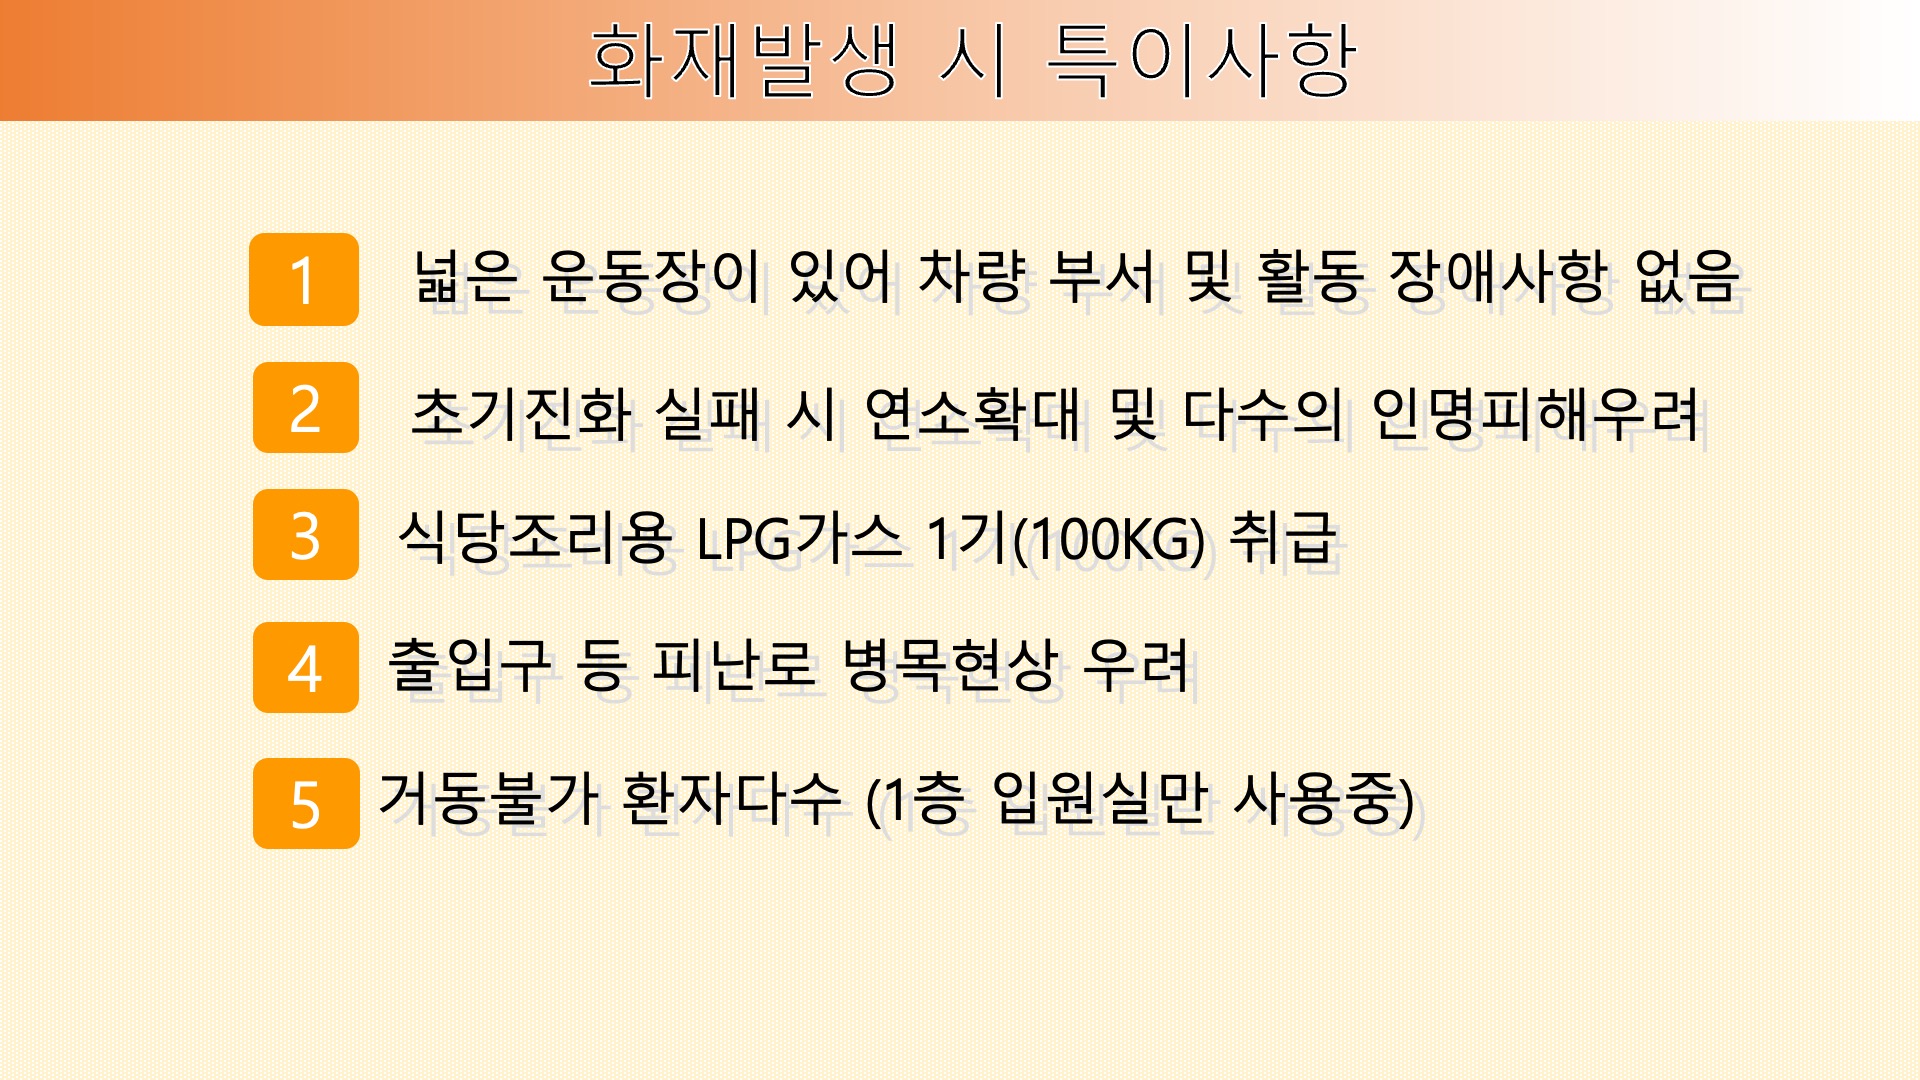 화재발생 시 특이사항
1 넓은 운동장이 있어 차량 부서 및 활동 장애사항 없음
2 초기진화 실패 시 연소확대 및 다수의 인명피해우려
3 식당조리용 LPG가스 1기(100KG) 취급
4 출입구 등 피난로 병목현상 우려
5 거동불가 환자다수 (1층 입원실만 사용중)